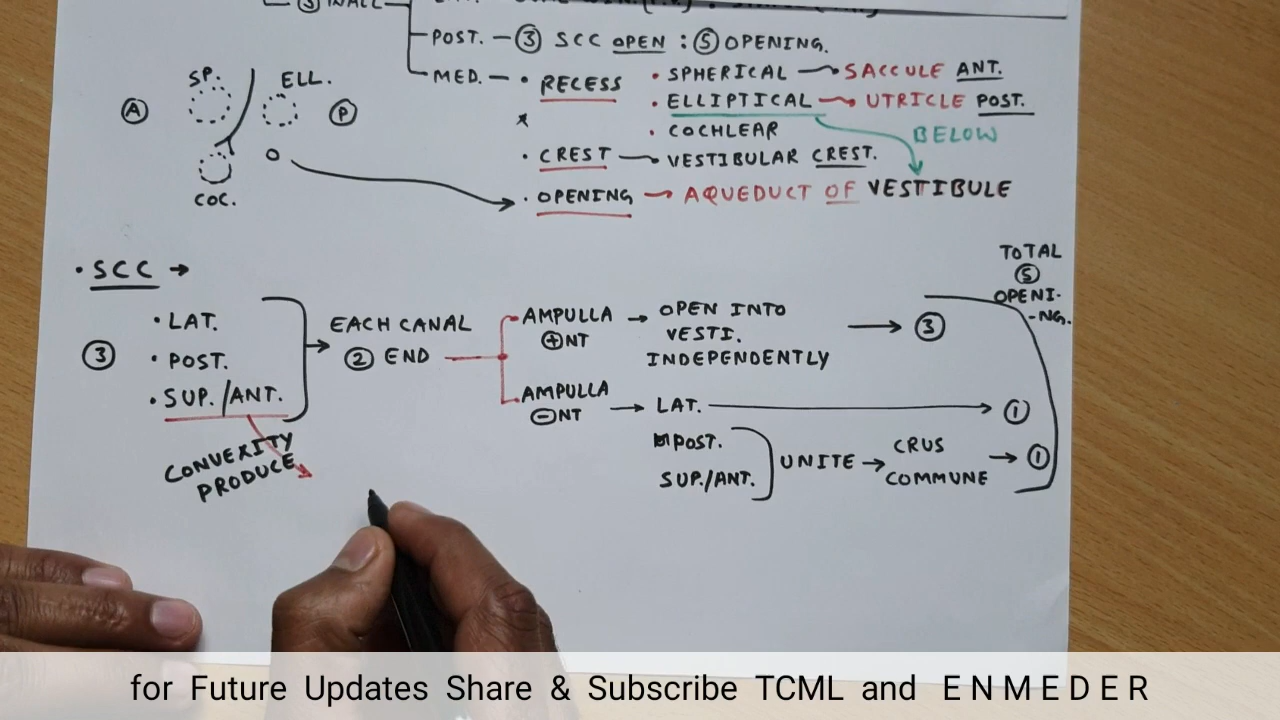 ③ WALL
POST. — ③ SCC OPEN : ⑤ OPENING.
MED. — • RECESS • SPHERICAL → SACCULE ANT.
• ELLIPTICAL → UTRICLE POST.
• COCHLEAR BELOW
• CREST → VESTIBULAR CREST.
• OPENING → AQUEDUCT OF VESTIBULE
SP. ELL.
Ⓐ Ⓟ
COC.
• SCC →
③ • LAT.
• POST.
• SUP./ANT.
CONVEXITY
PRODUCE
EACH CANAL
② END
AMPULLA → OPEN INTO
⊕NT VESTI.
INDEPENDENTLY → ③
AMPULLA
⊖NT → LAT. → ①
POST.
SUP./ANT.
UNITE → CRUS
COMMUNE → ①
TOTAL
⑤
OPENI-
-NG.
for Future Updates Share & Subscribe TCML and E N M E D E R